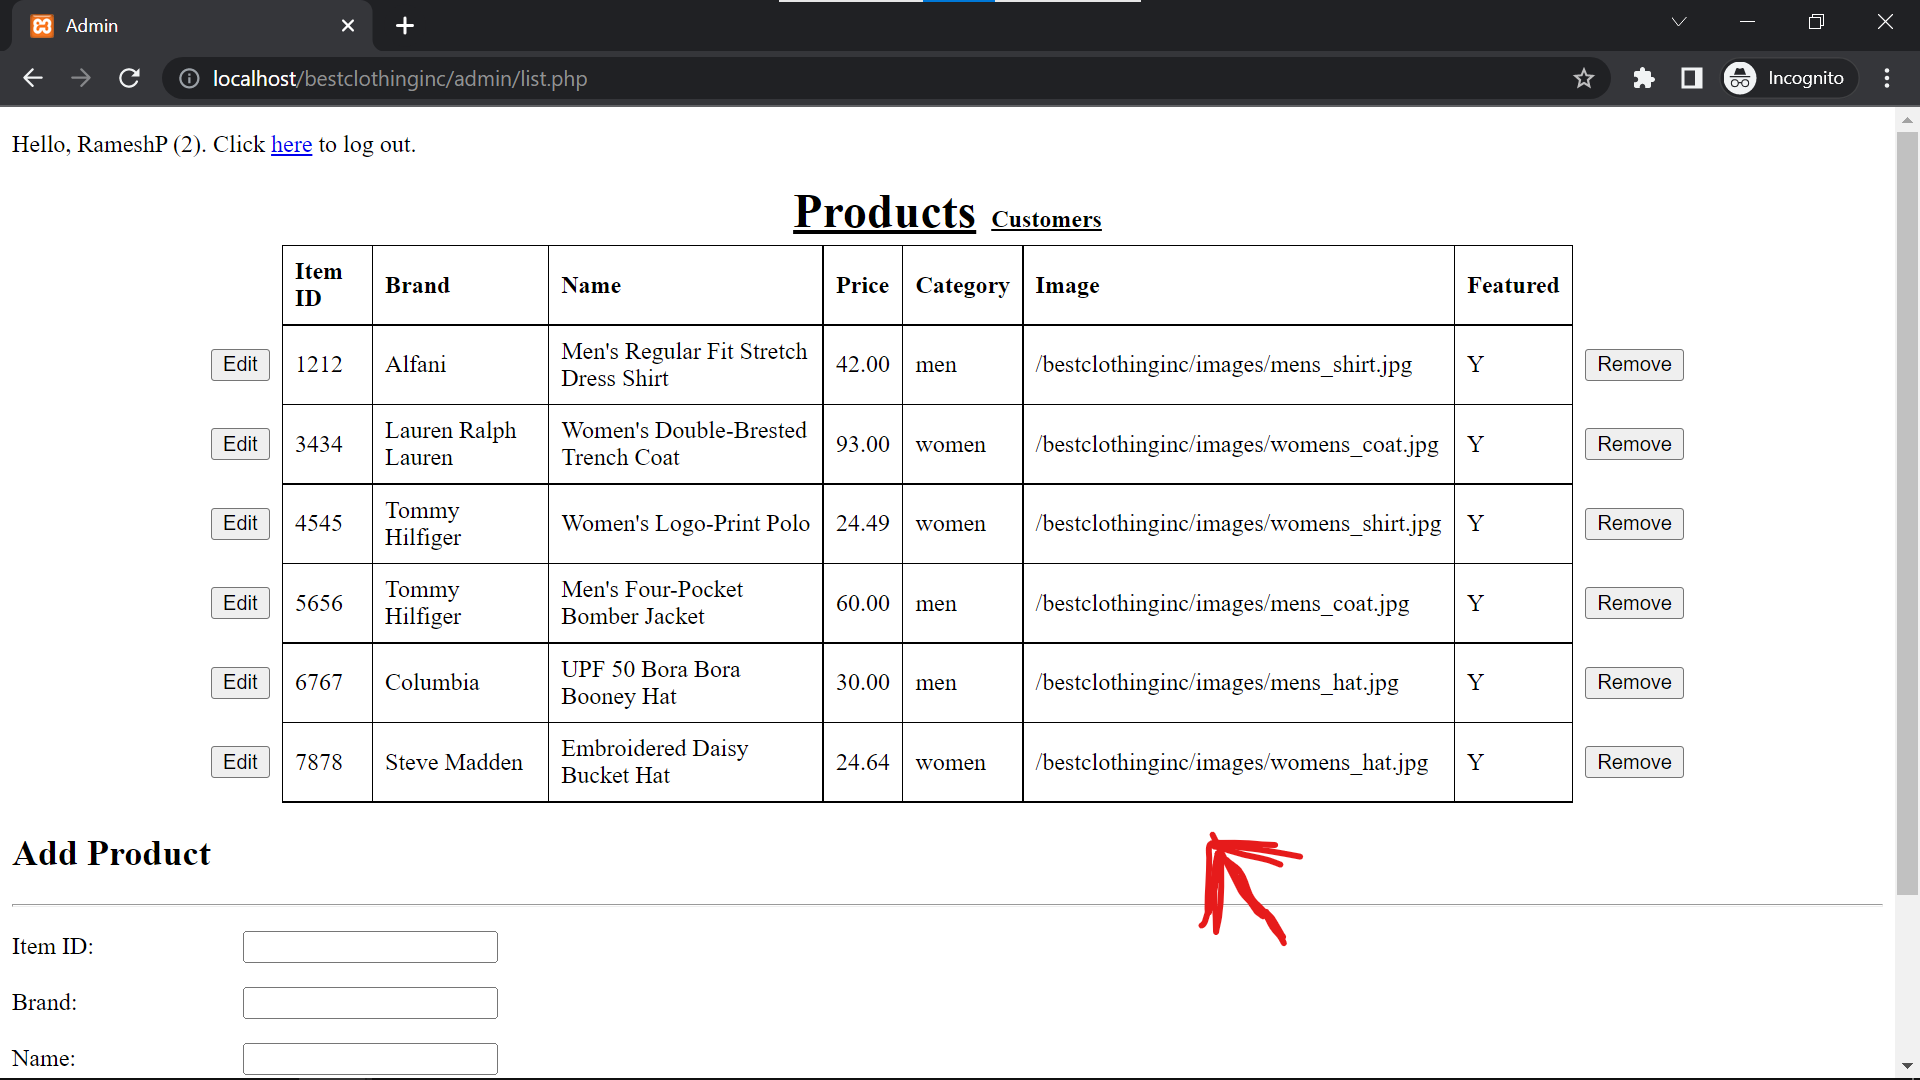 Admin
localhost/bestclothinginc/admin/list.php
Incognito
Hello, RameshP (2). Click here to log out.
Products Customers
Item ID Brand Name Price Category Image Featured
Edit 1212 Alfani Men's Regular Fit Stretch Dress Shirt 42.00 men /bestclothinginc/images/mens_shirt.jpg Y Remove
Edit 3434 Lauren Ralph Lauren Women's Double-Brested Trench Coat 93.00 women /bestclothinginc/images/womens_coat.jpg Y Remove
Edit 4545 Tommy Hilfiger Women's Logo-Print Polo 24.49 women /bestclothinginc/images/womens_shirt.jpg Y Remove
Edit 5656 Tommy Hilfiger Men's Four-Pocket Bomber Jacket 60.00 men /bestclothinginc/images/mens_coat.jpg Y Remove
Edit 6767 Columbia UPF 50 Bora Bora Booney Hat 30.00 men /bestclothinginc/images/mens_hat.jpg Y Remove
Edit 7878 Steve Madden Embroidered Daisy Bucket Hat 24.64 women /bestclothinginc/images/womens_hat.jpg Y Remove
Add Product
Item ID:
Brand:
Name: